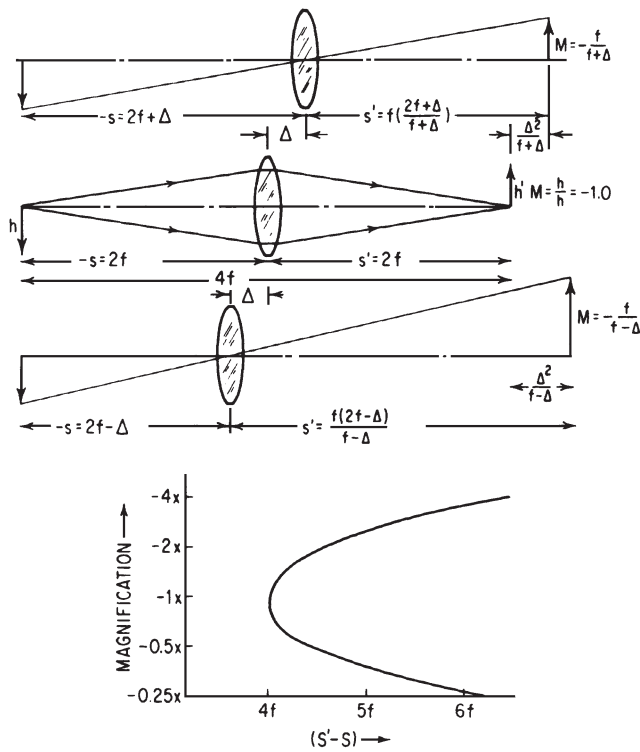 M = - f/(f+Δ)
-s = 2f+Δ
s' = f(2f+Δ/f+Δ)
Δ²/(f+Δ)
Δ
h
h' M = h/h = -1.0
-s = 2f
s' = 2f
4f
Δ
M = - f/(f-Δ)
Δ²/(f-Δ)
-s = 2f-Δ
s' = f(2f-Δ)/(f-Δ)
MAGNIFICATION
-4x
-2x
-1x
-0.5x
-0.25x
4f 5f 6f
(S'-S)